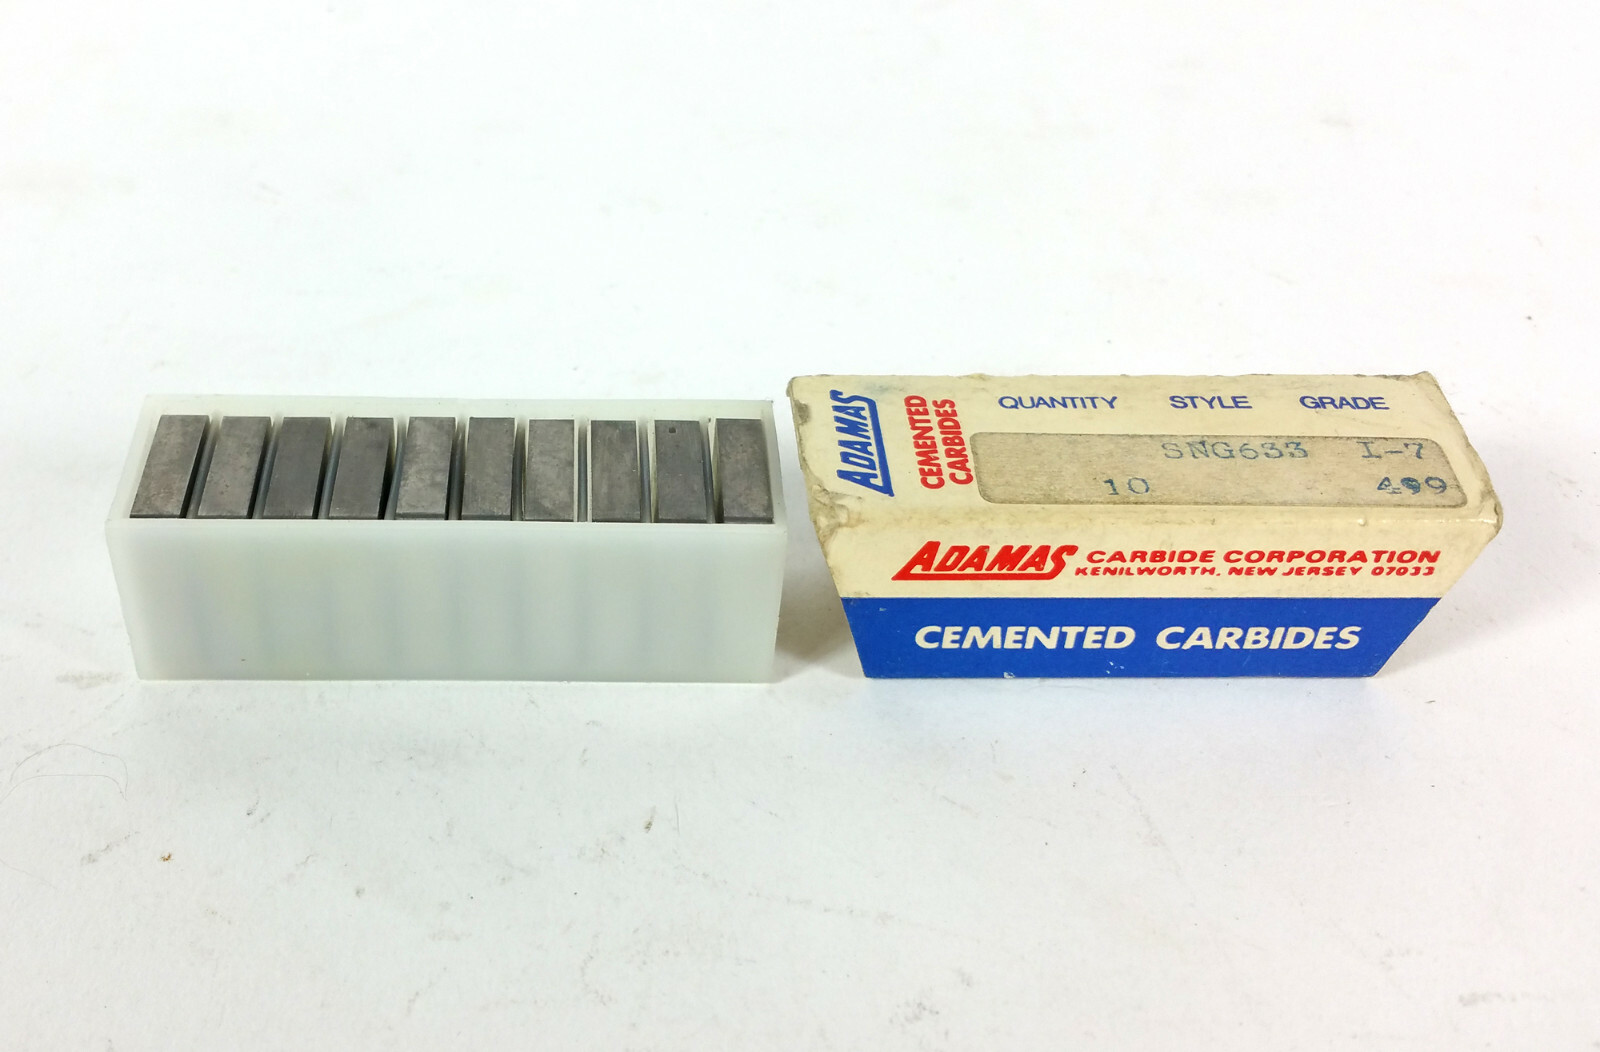 ADAMAS
CEMENTED
CARBIDES
QUANTITY STYLE GRADE
SNG633 I-7
10 499
ADAMAS CARBIDE CORPORATION
KENILWORTH, NEW JERSEY 07033
CEMENTED CARBIDES